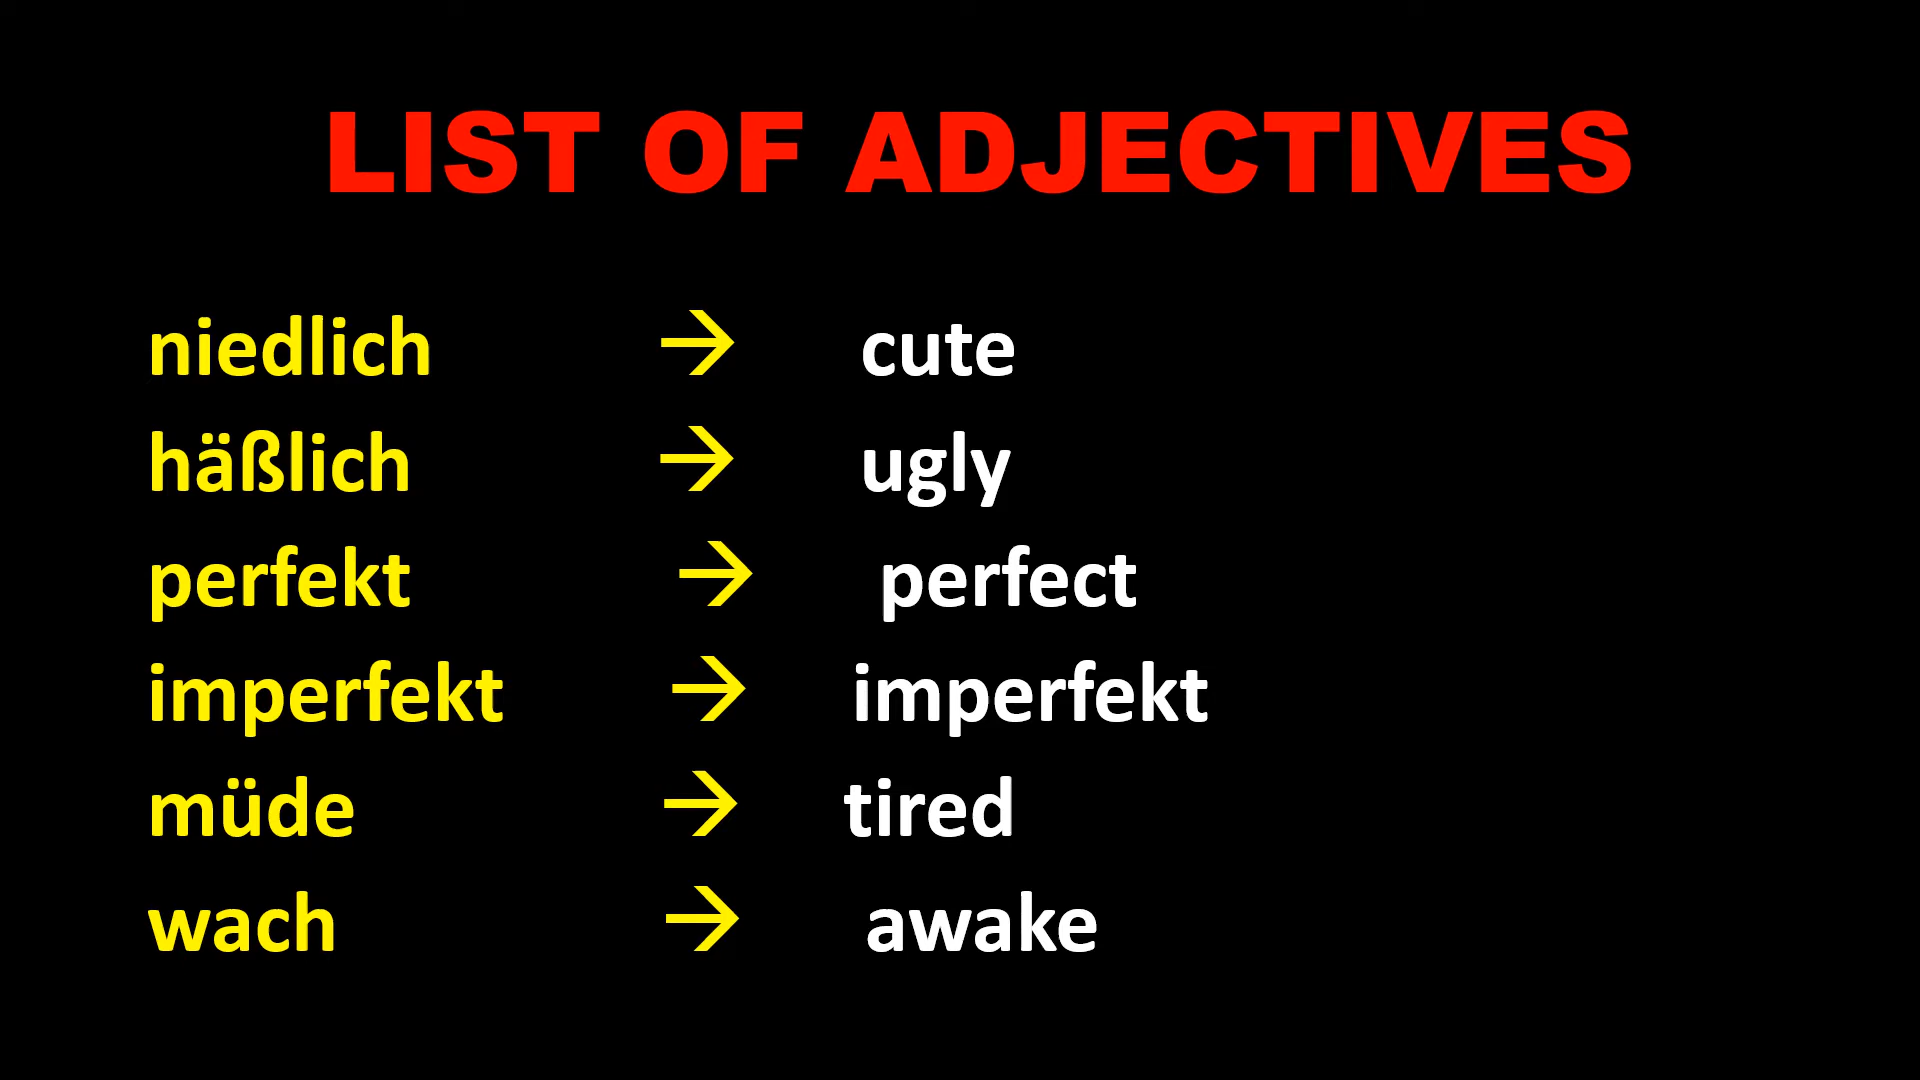 LIST OF ADJECTIVES
niedlich → cute
häßlich → ugly
perfekt → perfect
imperfekt → imperfekt
müde → tired
wach → awake